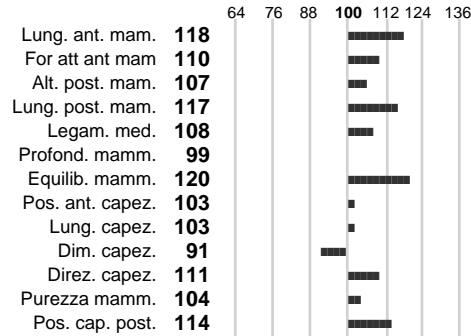 64 76 88 100 112 124 136
Lung. ant. mam. 118
For att ant mam 110
Alt. post. mam. 107
Lung. post. mam. 117
Legam. med. 108
Profond. mamm. 99
Equilib. mamm. 120
Pos. ant. capez. 103
Lung. capez. 103
Dim. capez. 91
Direz. capez. 111
Purezza mamm. 104
Pos. cap. post. 114